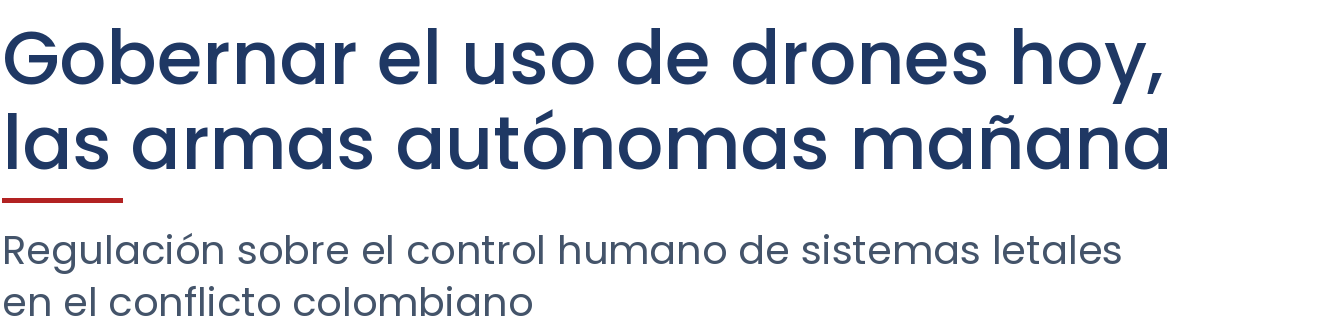 Gobernar el uso de drones hoy,
las armas autónomas mañana
Regulación sobre el control humano de sistemas letales
en el conflicto colombiano